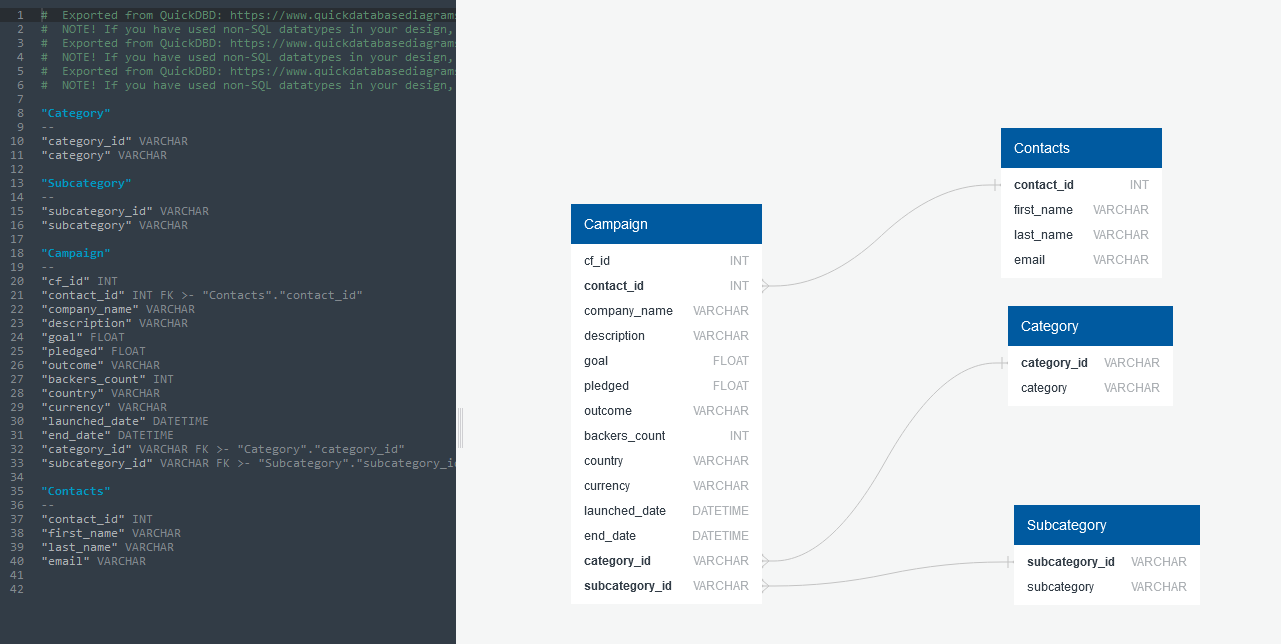 1 # Exported from QuickDBD: https://www.quickdatabasediagrams
2 # NOTE! If you have used non-SQL datatypes in your design,
3 # Exported from QuickDBD: https://www.quickdatabasediagrams
4 # NOTE! If you have used non-SQL datatypes in your design,
5 # Exported from QuickDBD: https://www.quickdatabasediagrams
6 # NOTE! If you have used non-SQL datatypes in your design,
7
8 "Category"
9 --
10 "category_id" VARCHAR
11 "category" VARCHAR
12
13 "Subcategory"
14 --
15 "subcategory_id" VARCHAR
16 "subcategory" VARCHAR
17
18 "Campaign"
19 --
20 "cf_id" INT
21 "contact_id" INT FK >- "Contacts"."contact_id"
22 "company_name" VARCHAR
23 "description" VARCHAR
24 "goal" FLOAT
25 "pledged" FLOAT
26 "outcome" VARCHAR
27 "backers_count" INT
28 "country" VARCHAR
29 "currency" VARCHAR
30 "launched_date" DATETIME
31 "end_date" DATETIME
32 "category_id" VARCHAR FK >- "Category"."category_id"
33 "subcategory_id" VARCHAR FK >- "Subcategory"."subcategory_id
34
35 "Contacts"
36 --
37 "contact_id" INT
38 "first_name" VARCHAR
39 "last_name" VARCHAR
40 "email" VARCHAR
41
42
Campaign
cf_id INT
contact_id INT
company_name VARCHAR
description VARCHAR
goal FLOAT
pledged FLOAT
outcome VARCHAR
backers_count INT
country VARCHAR
currency VARCHAR
launched_date DATETIME
end_date DATETIME
category_id VARCHAR
subcategory_id VARCHAR
Contacts
contact_id INT
first_name VARCHAR
last_name VARCHAR
email VARCHAR
Category
category_id VARCHAR
category VARCHAR
Subcategory
subcategory_id VARCHAR
subcategory VARCHAR